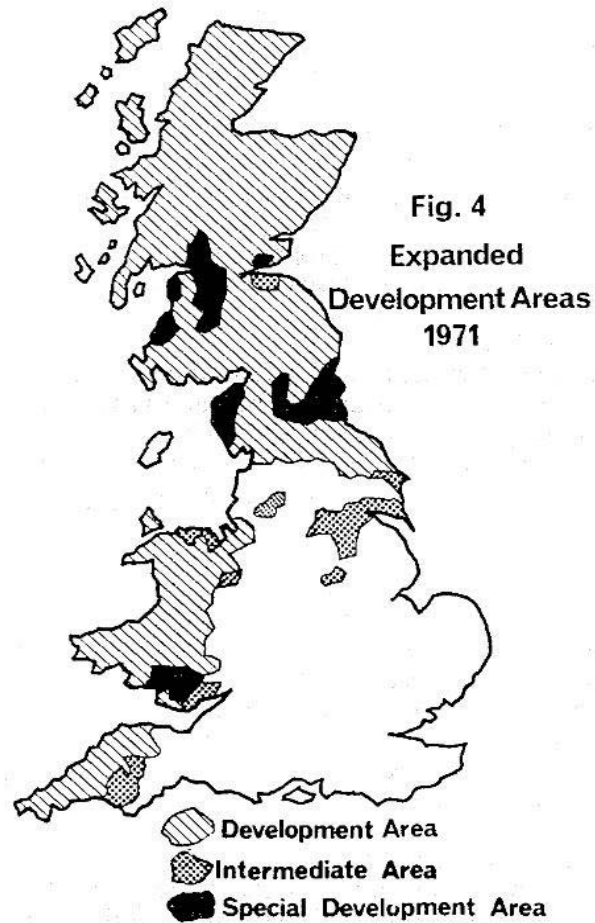 Fig. 4
Expanded
Development Areas
1971
Development Area
Intermediate Area
Special Development Area